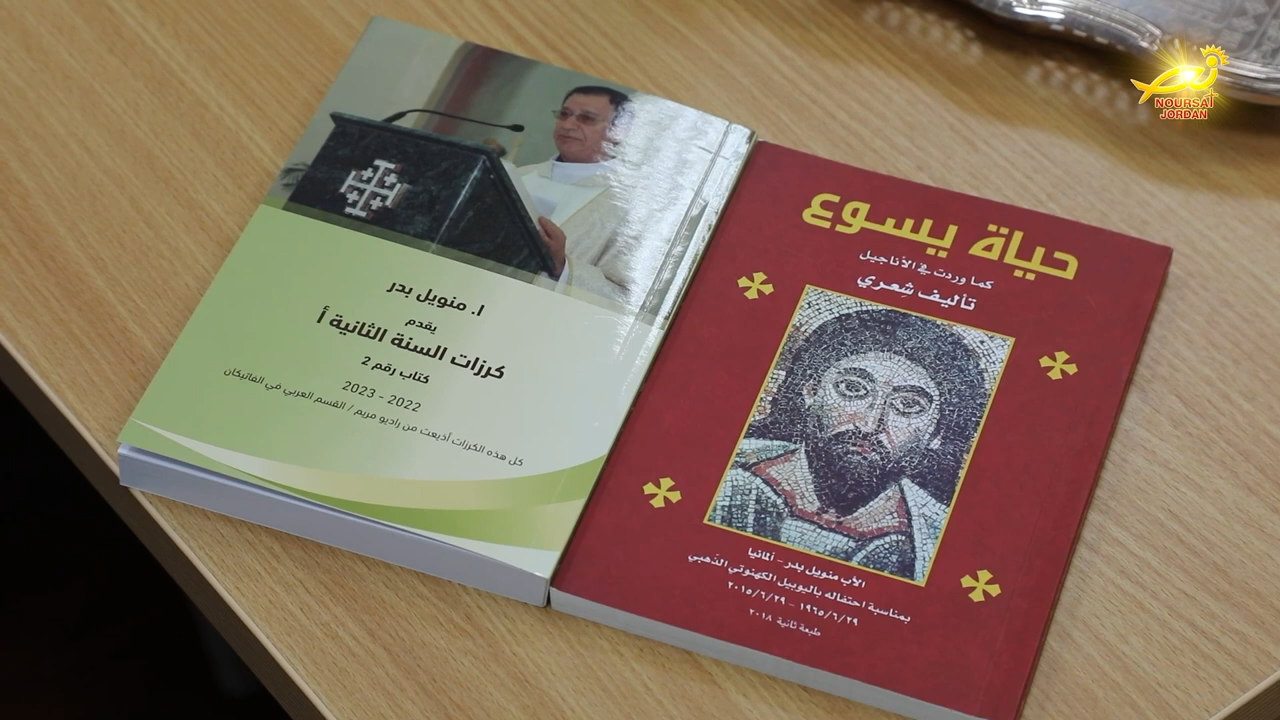 ا. منويل بدر
يقدم
كرزات السنة الثانية أ
كتاب رقم 2
2022 - 2023
كل هذه الكرزات أذيعت من راديو مريم / القسم العربي في الفاتيكان
حياة يسوع
كما وردت في الأناجيل
تأليف شِعري
الأب منويل بدر - ألمانيا
بمناسبة احتفاله باليوبيل الكهنوتي الذهبي
١٩٦٥/٦/٢٩ - ٢٠١٥/٦/٢٩
طبعة ثانية ٢٠١٨
NOURSAT
JORDAN